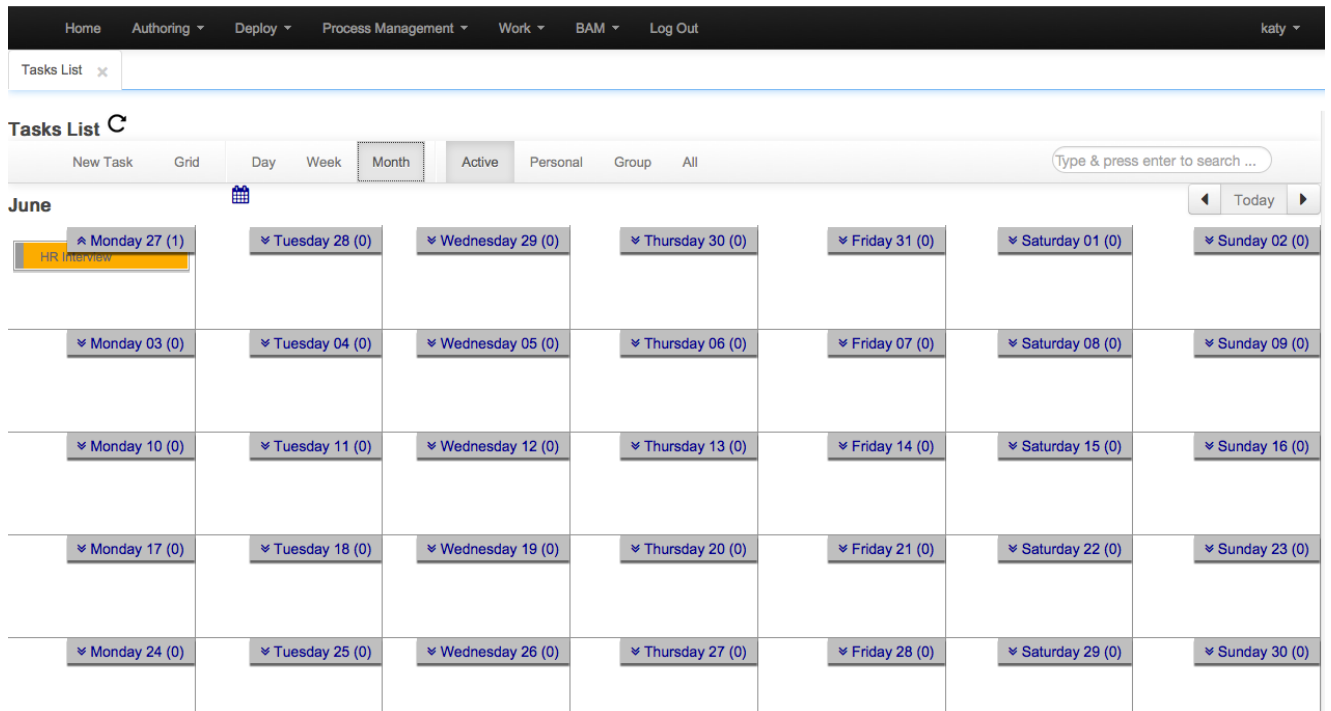 Home Authoring Deploy Process Management Work BAM Log Out katy
Tasks List
Tasks List
New Task Grid Day Week Month Active Personal Group All Type & press enter to search ...
June Today
Monday 27 (1) Tuesday 28 (0) Wednesday 29 (0) Thursday 30 (0) Friday 31 (0) Saturday 01 (0) Sunday 02 (0)
HR Interview
Monday 03 (0) Tuesday 04 (0) Wednesday 05 (0) Thursday 06 (0) Friday 07 (0) Saturday 08 (0) Sunday 09 (0)
Monday 10 (0) Tuesday 11 (0) Wednesday 12 (0) Thursday 13 (0) Friday 14 (0) Saturday 15 (0) Sunday 16 (0)
Monday 17 (0) Tuesday 18 (0) Wednesday 19 (0) Thursday 20 (0) Friday 21 (0) Saturday 22 (0) Sunday 23 (0)
Monday 24 (0) Tuesday 25 (0) Wednesday 26 (0) Thursday 27 (0) Friday 28 (0) Saturday 29 (0) Sunday 30 (0)